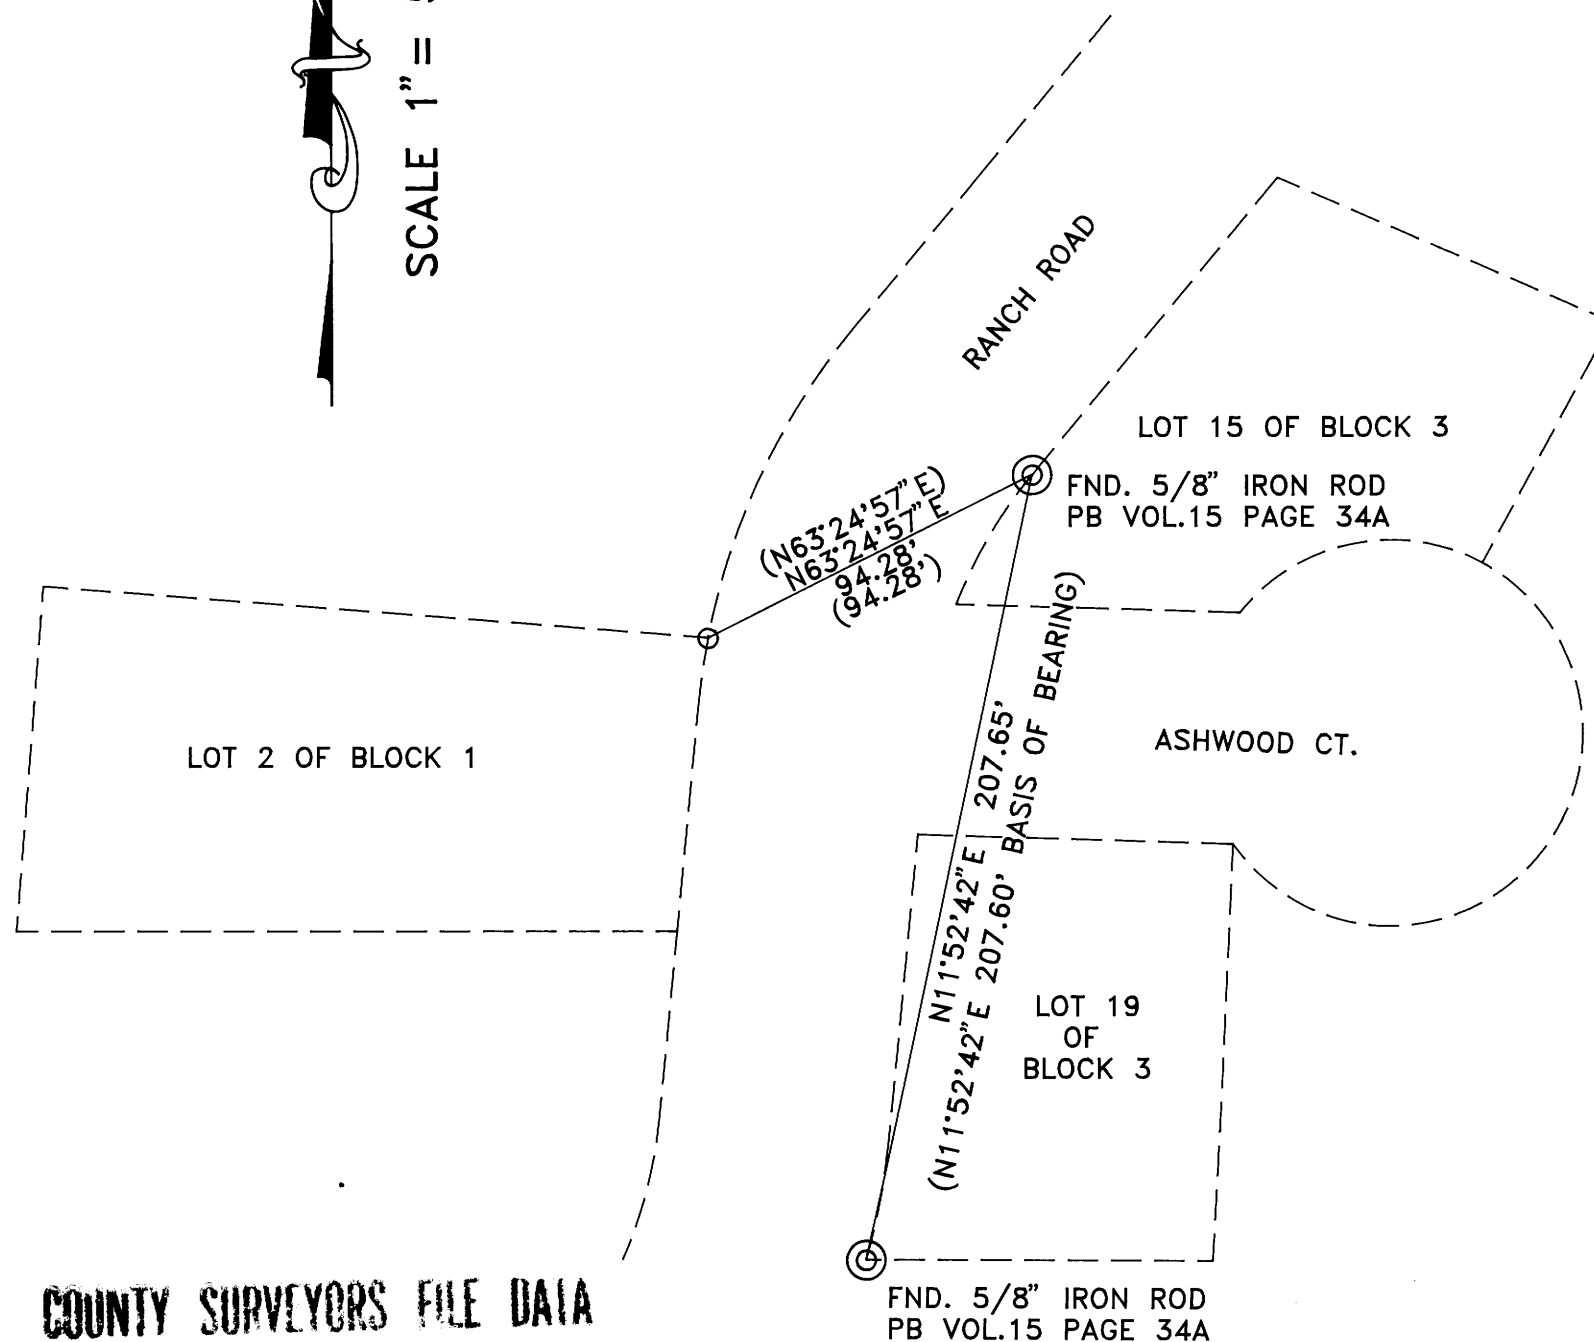 SCALE 1"=
RANCH ROAD
LOT 15 OF BLOCK 3
FND. 5/8" IRON ROD
PB VOL.15 PAGE 34A
(N63°24'57"E)
N63°24'57"E
94.28'
(94.28')
LOT 2 OF BLOCK 1
ASHWOOD CT.
N11°52'42"E 207.65'
(N11°52'42"E 207.60' BASIS OF BEARING)
LOT 19
OF
BLOCK 3
COUNTY SURVEYORS FILE DATA
FND. 5/8" IRON ROD
PB VOL.15 PAGE 34A